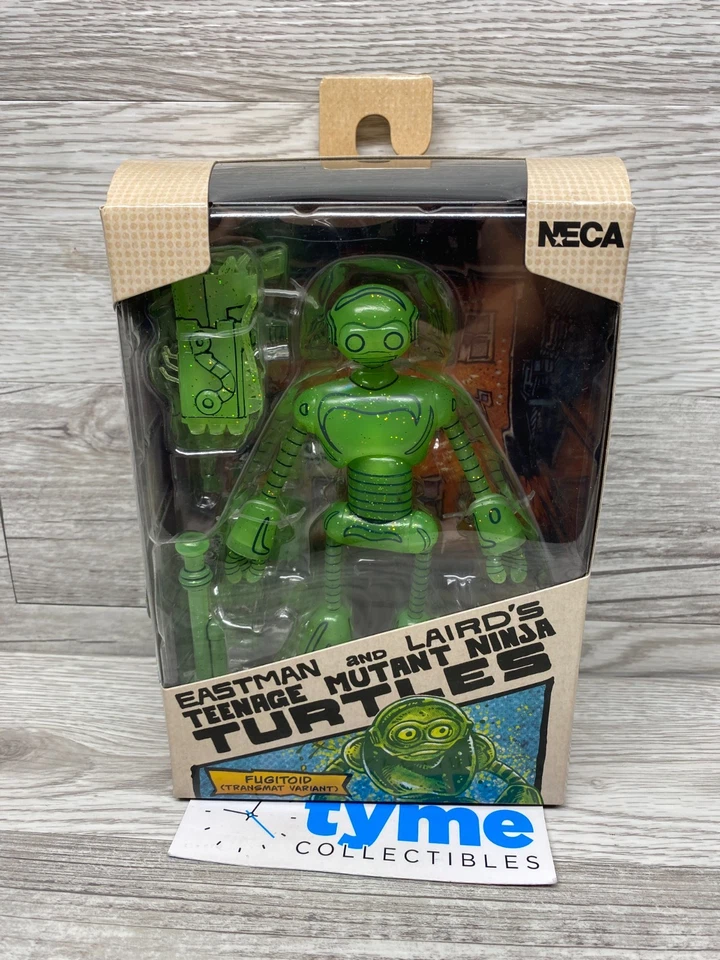 NECA
EASTMAN AND LAIRD'S
TEENAGE MUTANT NINJA
TURTLES
FUGITOID
(TRANSMAT VARIANT)
tyme
COLLECTIBLES